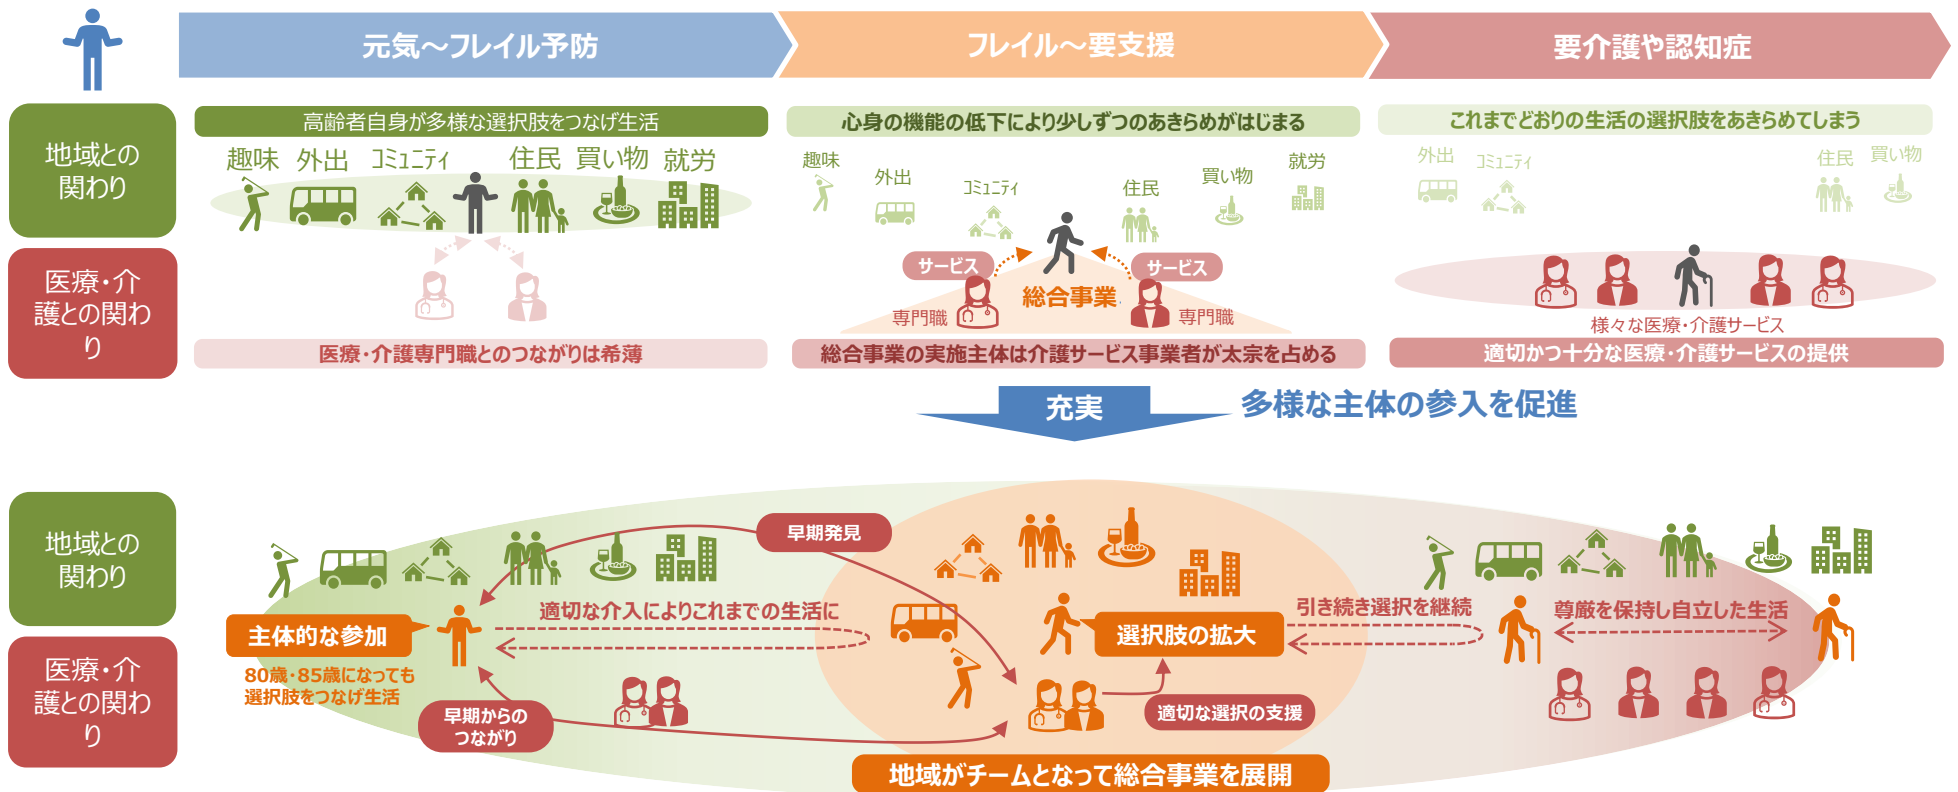 元気～フレイル予防
フレイル～要支援
要介護や認知症
地域との
関わり
高齢者自身が多様な選択肢をつなげ生活
趣味 外出 ｺﾐｭﾆﾃｨ 住民 買い物 就労
心身の機能の低下により少しずつのあきらめがはじまる
趣味
外出
ｺﾐｭﾆﾃｨ
住民
買い物
就労
これまでどおりの生活の選択肢をあきらめてしまう
外出
ｺﾐｭﾆﾃｨ
住民
買い物
医療・介
護との関わ
り
医療・介護専門職とのつながりは希薄
サービス
サービス
総合事業
専門職
専門職
総合事業の実施主体は介護サービス事業者が太宗を占める
様々な医療・介護サービス
適切かつ十分な医療・介護サービスの提供
充実
多様な主体の参入を促進
地域との
関わり
医療・介
護との関わ
り
早期発見
適切な介入によりこれまでの生活に
主体的な参加
80歳・85歳になっても
選択肢をつなげ生活
早期からの
つながり
選択肢の拡大
適切な選択の支援
引き続き選択を継続
尊厳を保持し自立した生活
地域がチームとなって総合事業を展開